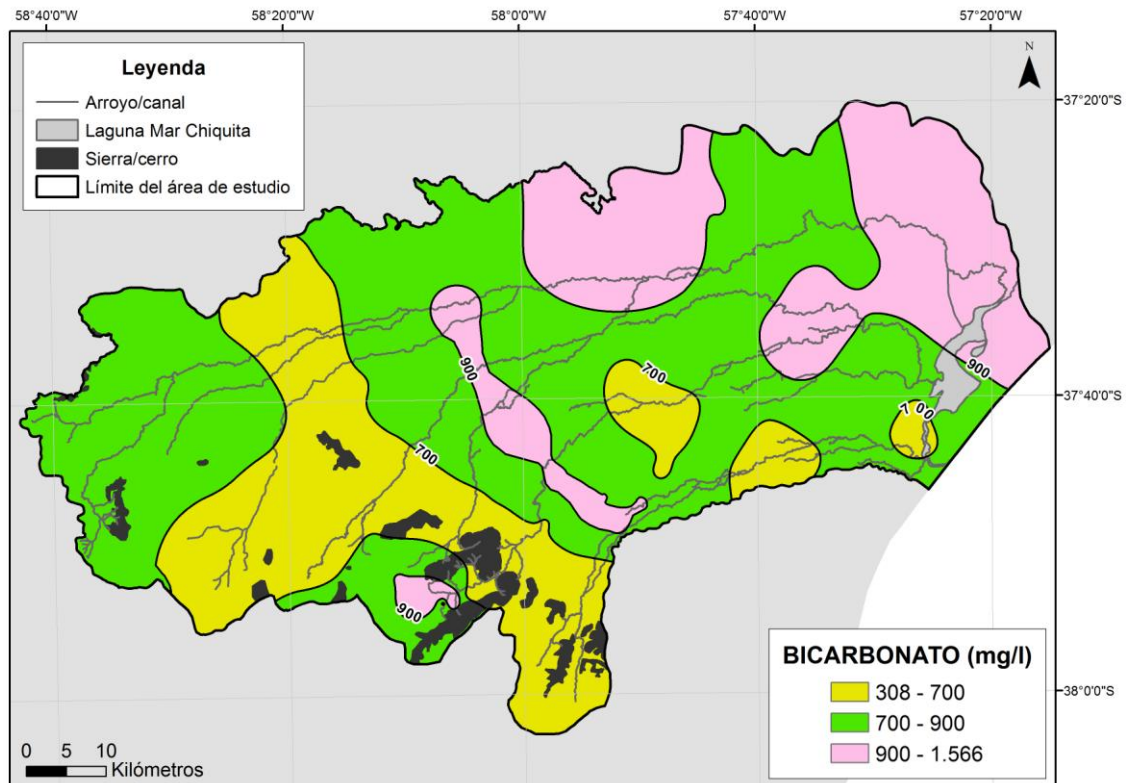 58°40'0"W 58°20'0"W 58°0'0"W 57°40'0"W 57°20'0"W
Leyenda
Arroyo/canal
Laguna Mar Chiquita
Sierra/cerro
Límite del área de estudio
N
37°20'0"S
900
700
900
700
37°40'0"S
700
900
38°0'0"S
BICARBONATO (mg/l)
308 - 700
700 - 900
900 - 1.566
0 5 10
Kilómetros